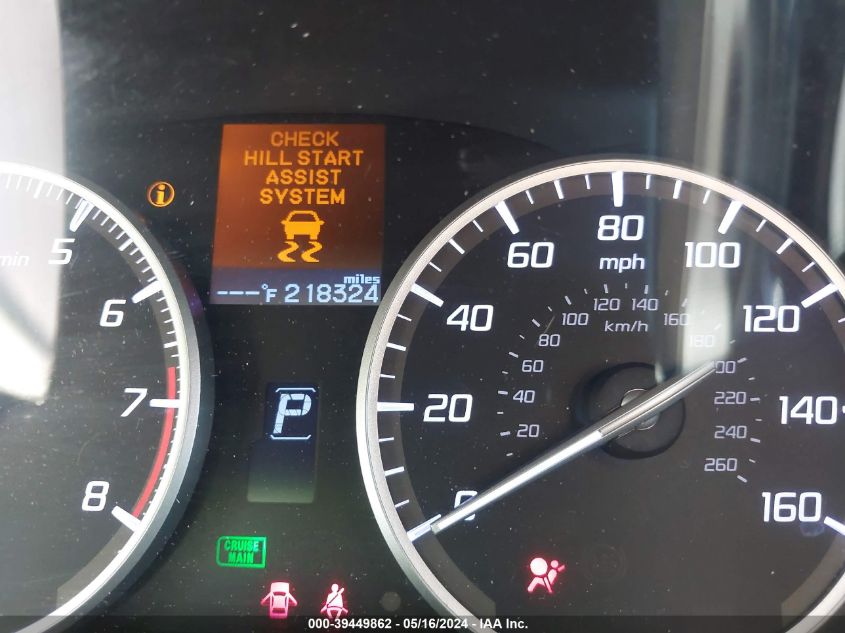 CHECK
HILL START
ASSIST
SYSTEM
i
miles
---°F 218324
min
5
6
7
8
P
CRUISE
MAIN
0
20
40
60
80
100
120
140
160
mph
km/h
20
40
60
80
100
120
140
160
180
220
240
260
000-39449862 - 05/16/2024 - IAA Inc.